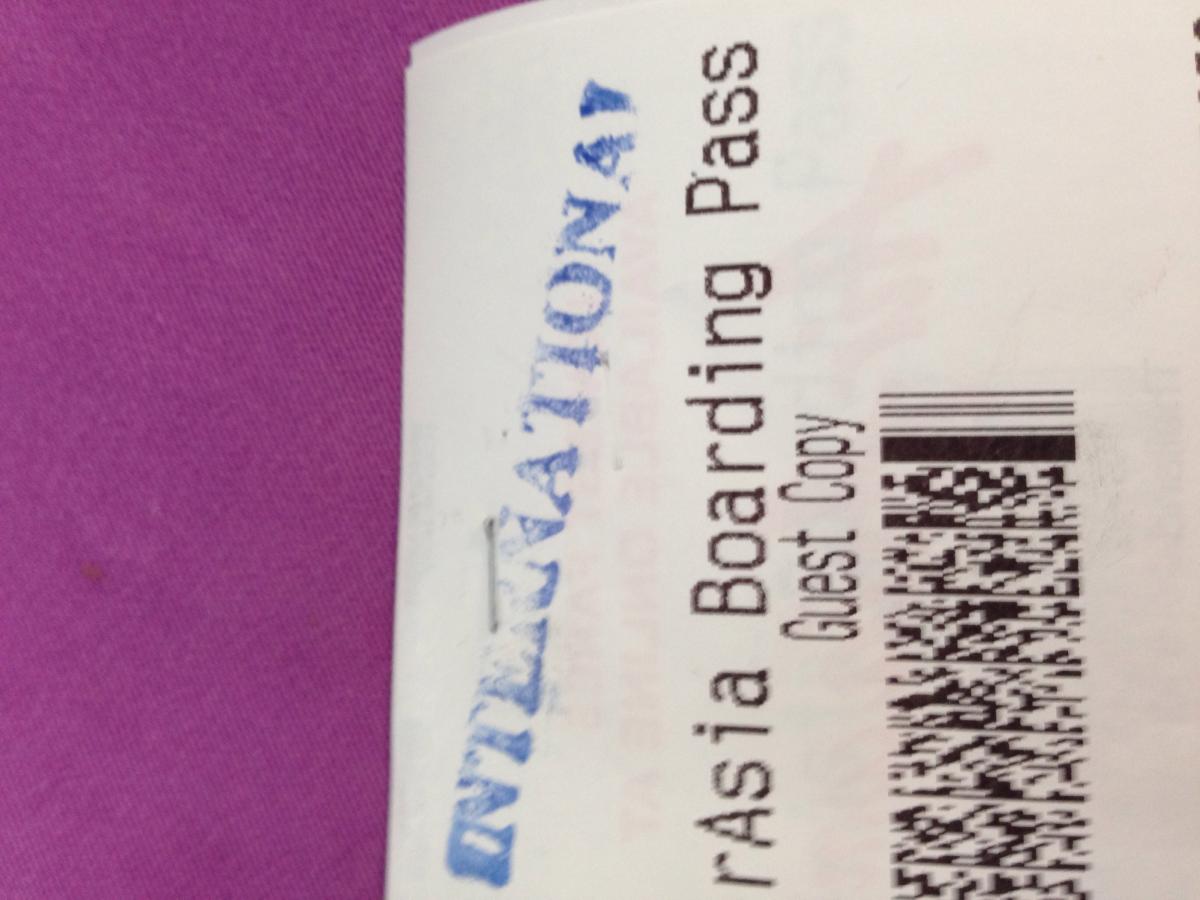 INTERNATIONAL
rAsia Boarding Pass
Guest Copy